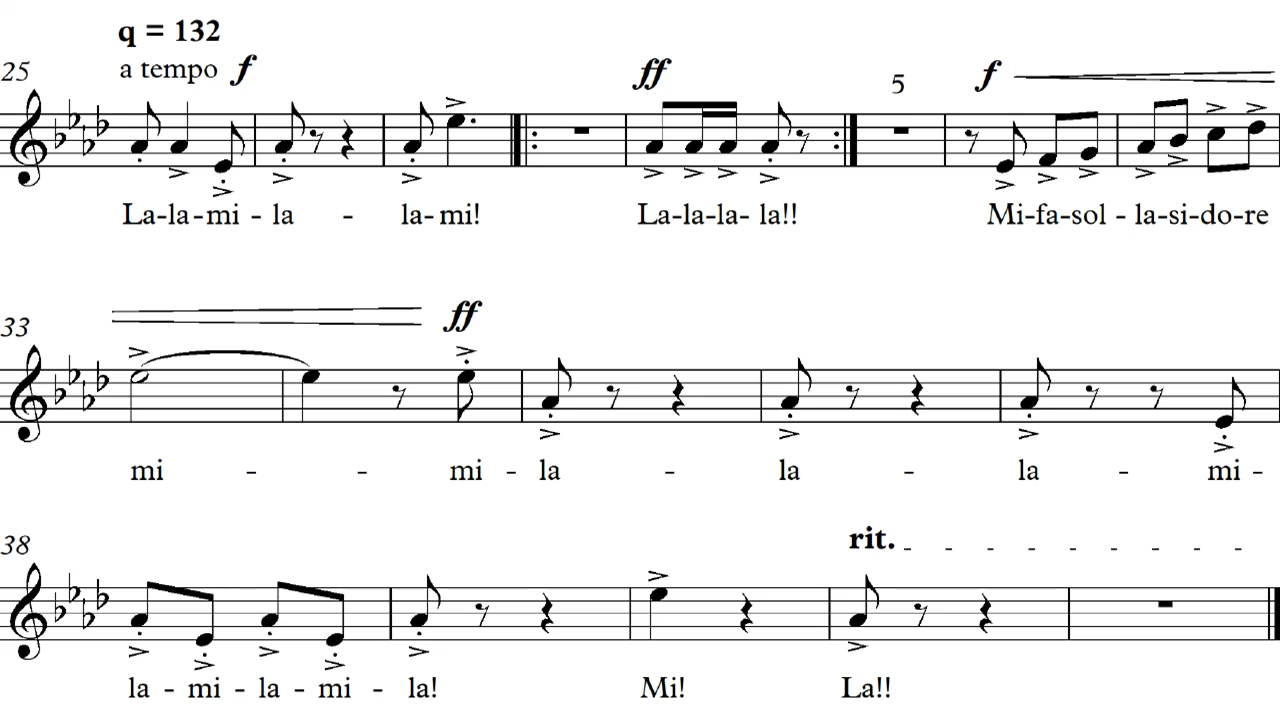 q = 132
25 a tempo f ff 5 f
La-la-mi - la - la-mi! La-la-la- la!! Mi-fa-sol - la-si-do-re
33 ff
mi - - mi - la - la - la - mi -
38 rit.
la - mi - la - mi - la! Mi! La!!